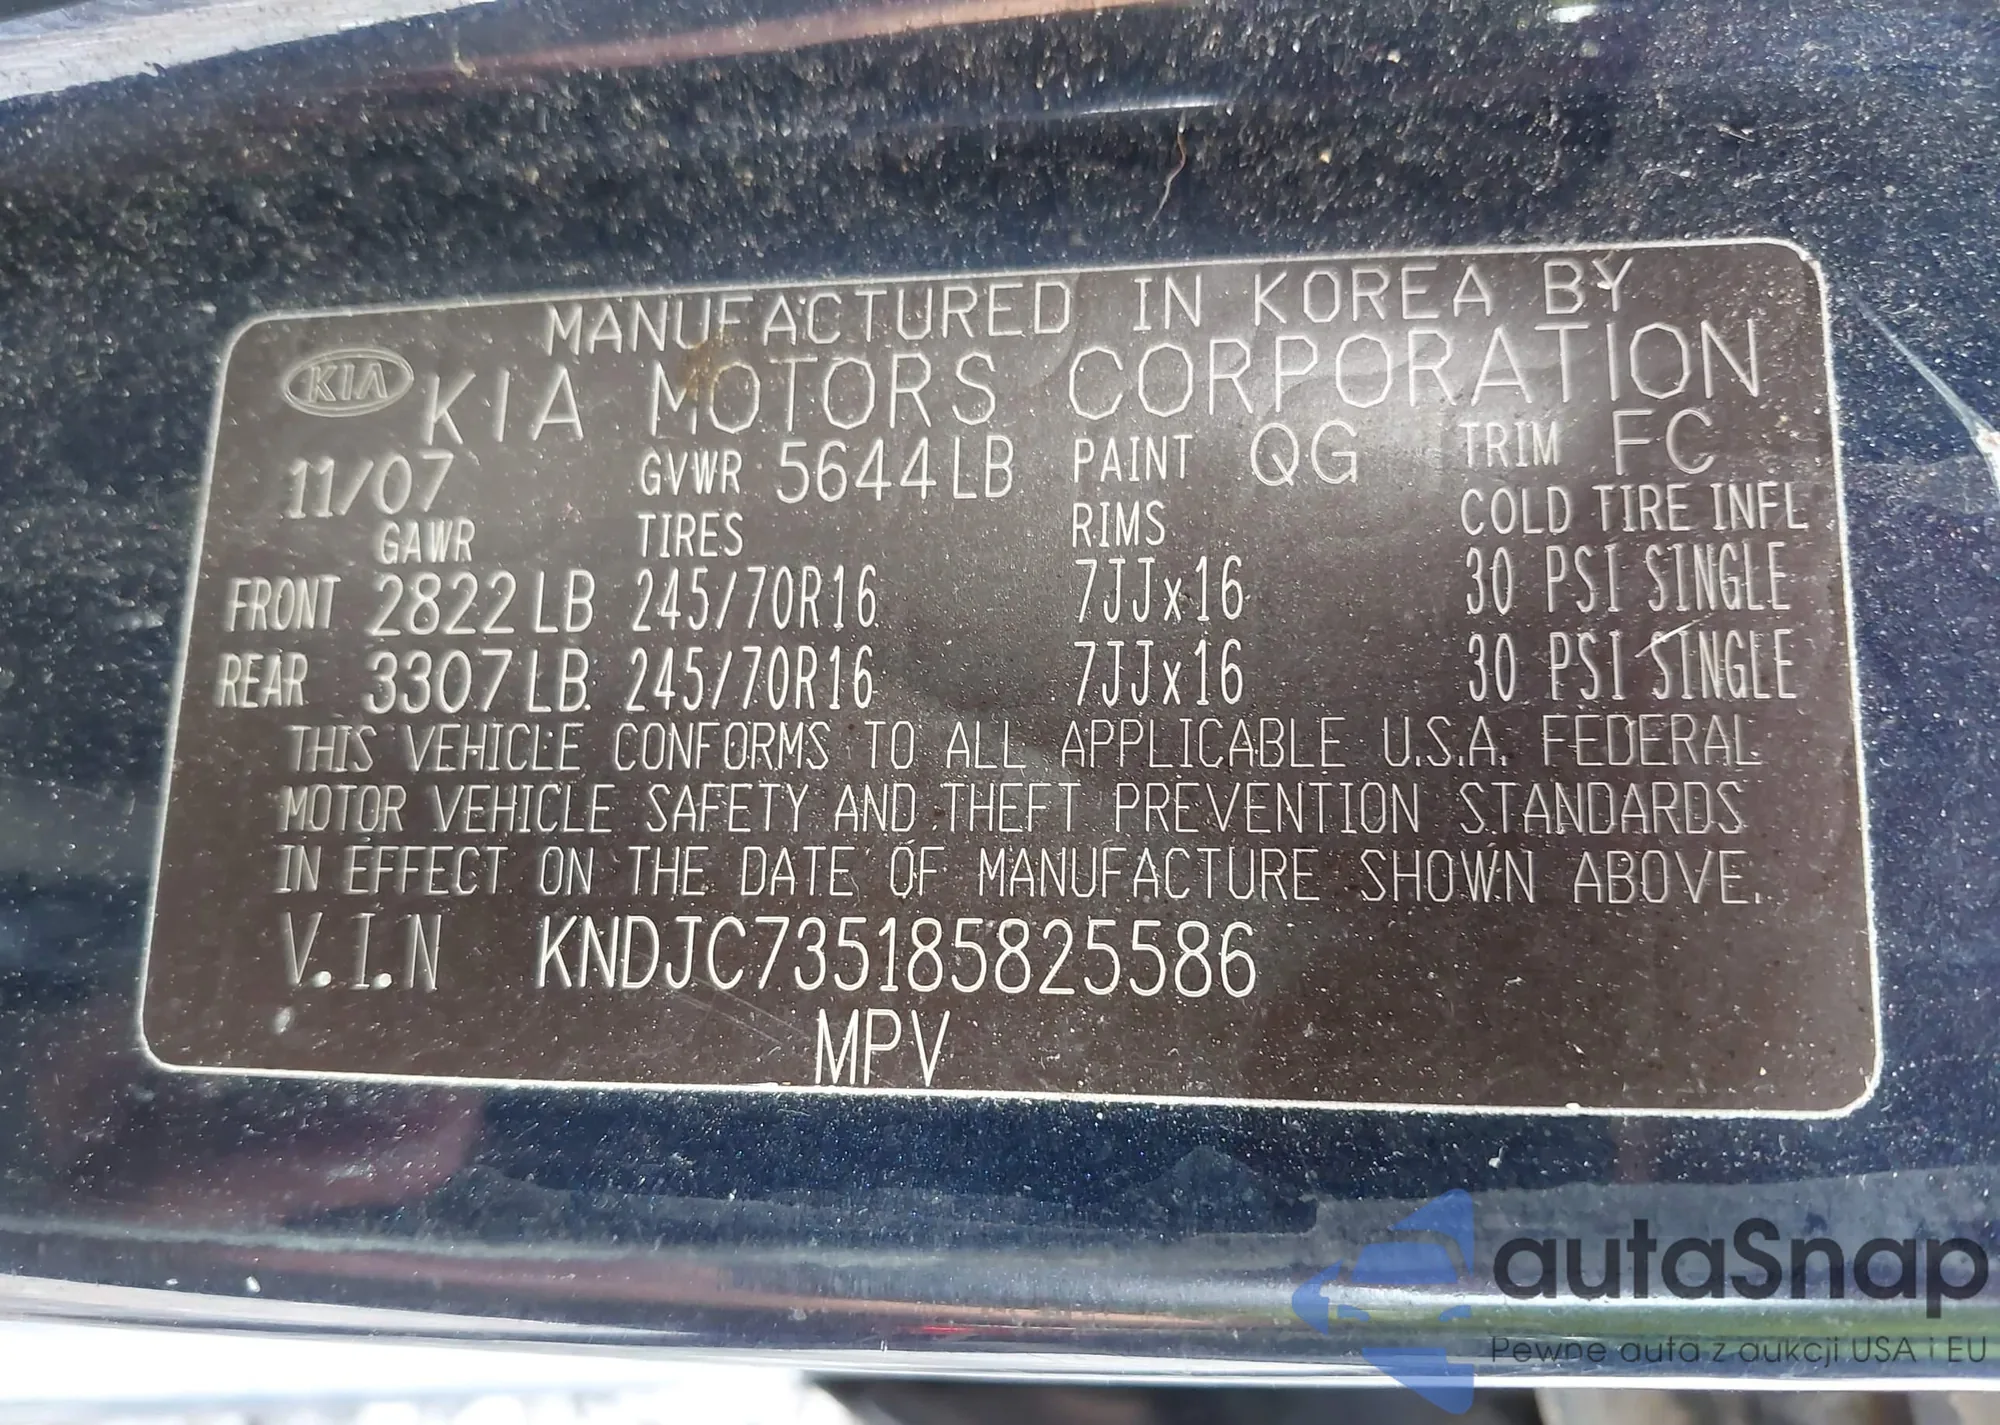 MANUFACTURED IN KOREA BY
KIA KIA MOTORS CORPORATION
11/07 GVWR 5644LB PAINT QG TRIM FC
GAWR TIRES RIMS COLD TIRE INFL
FRONT 2822LB 245/70R16 7JJx16 30 PSI SINGLE
REAR 3307LB 245/70R16 7JJx16 30 PSI SINGLE
THIS VEHICLE CONFORMS TO ALL APPLICABLE U.S.A. FEDERAL
MOTOR VEHICLE SAFETY AND THEFT PREVENTION STANDARDS
IN EFFECT ON THE DATE OF MANUFACTURE SHOWN ABOVE.
V.I.N KNDJC735185825586
MPV
autaSnap
Pewne auta z aukcji USA i EU